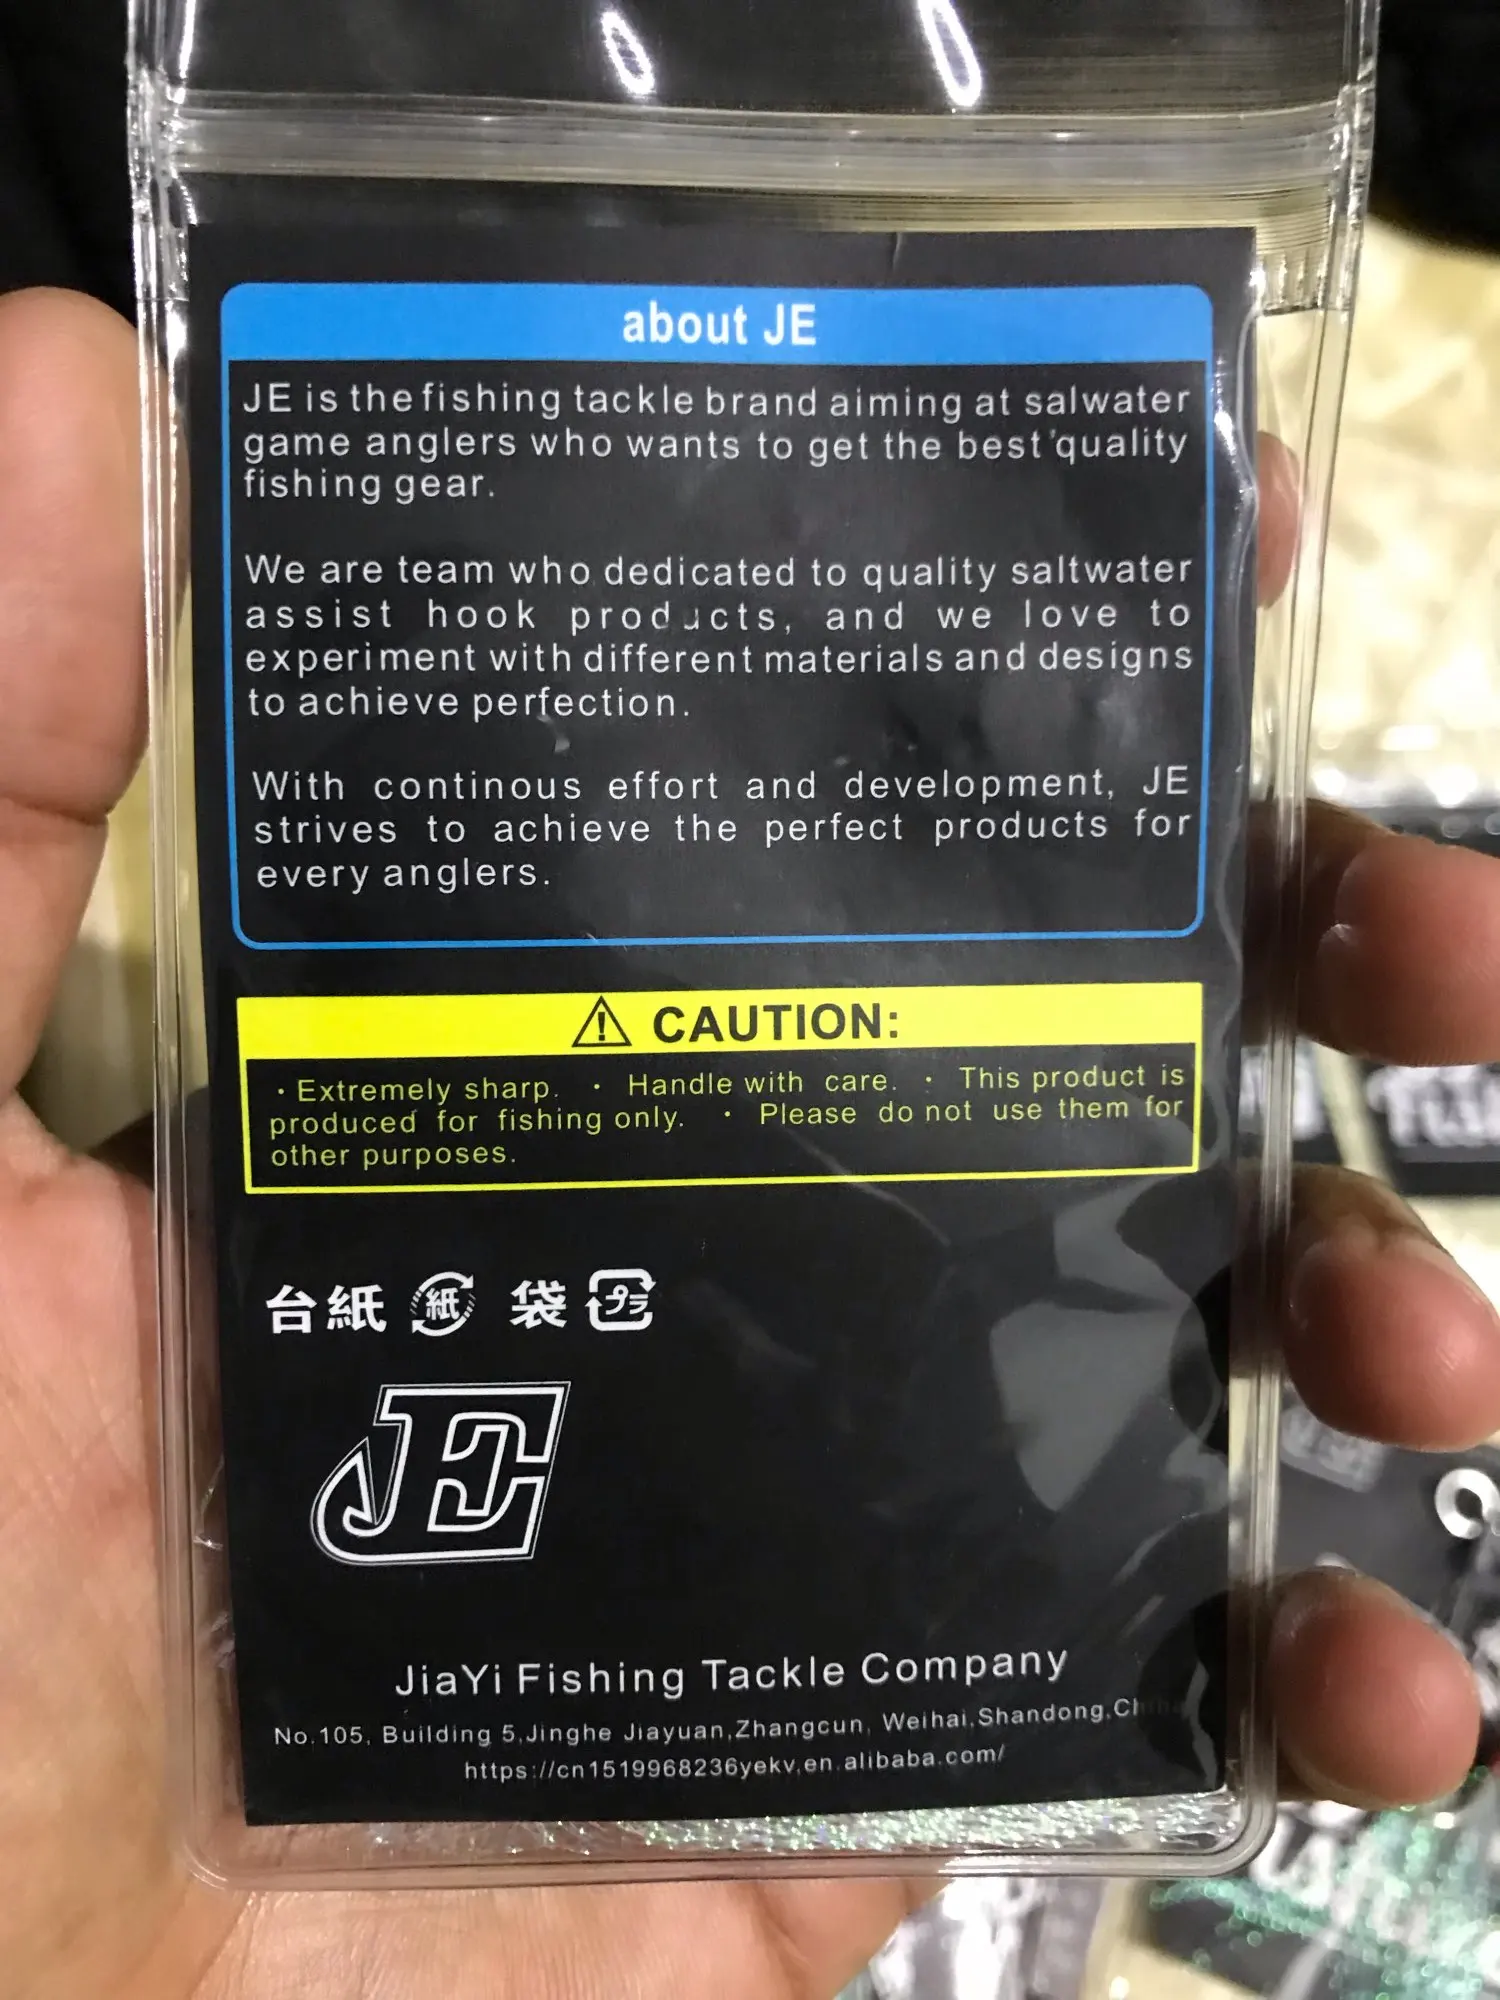 about JE
JE is the fishing tackle brand aiming at salwater
game anglers who wants to get the best quality
fishing gear.
We are team who dedicated to quality saltwater
assist hook products, and we love to
experiment with different materials and designs
to achieve perfection.
With continous effort and development, JE
strives to achieve the perfect products for
every anglers.
⚠ CAUTION:
· Extremely sharp. · Handle with care. · This product is
produced for fishing only. · Please do not use them for
other purposes.
台紙 紙 袋 プラ
JE
JiaYi Fishing Tackle Company
No.105, Building 5,Jinghe Jiayuan,Zhangcun, Weihai,Shandong,China
https://cn1519968236yekv.en.alibaba.com/